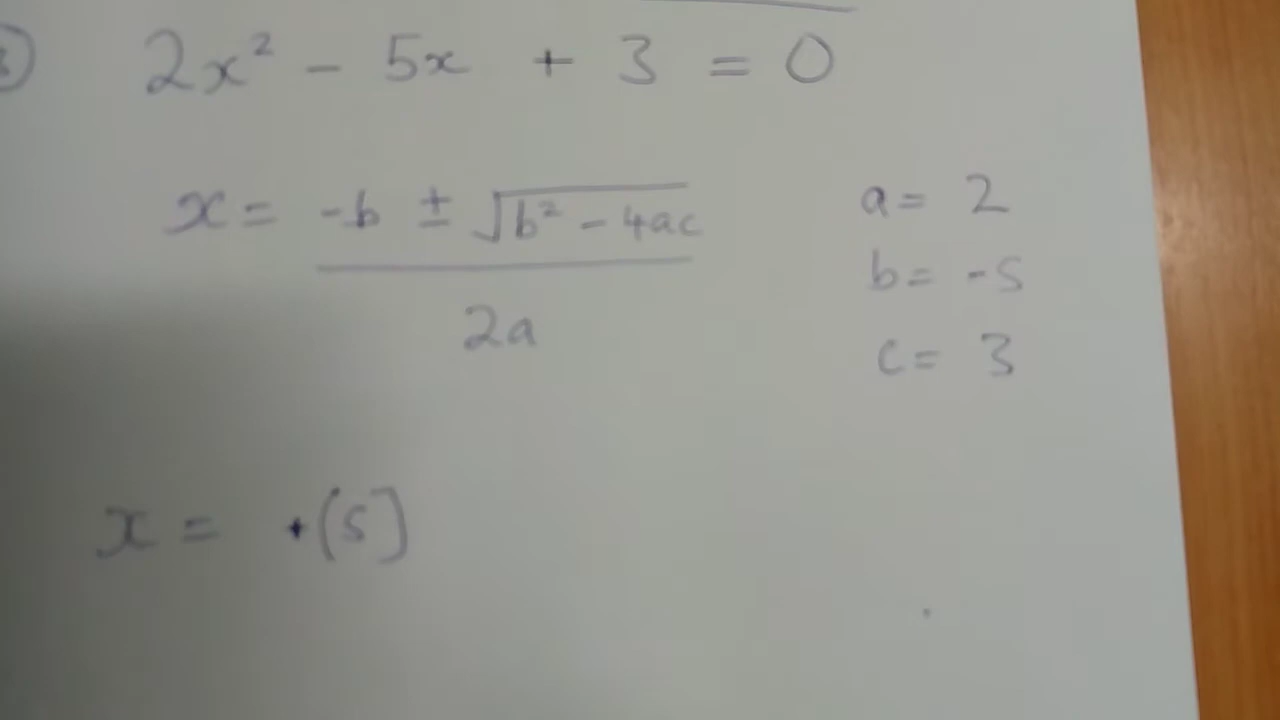 2x² - 5x + 3 = 0
x = -b ± √b² - 4ac
2a
a = 2
b = -5
c = 3
x = +(5)